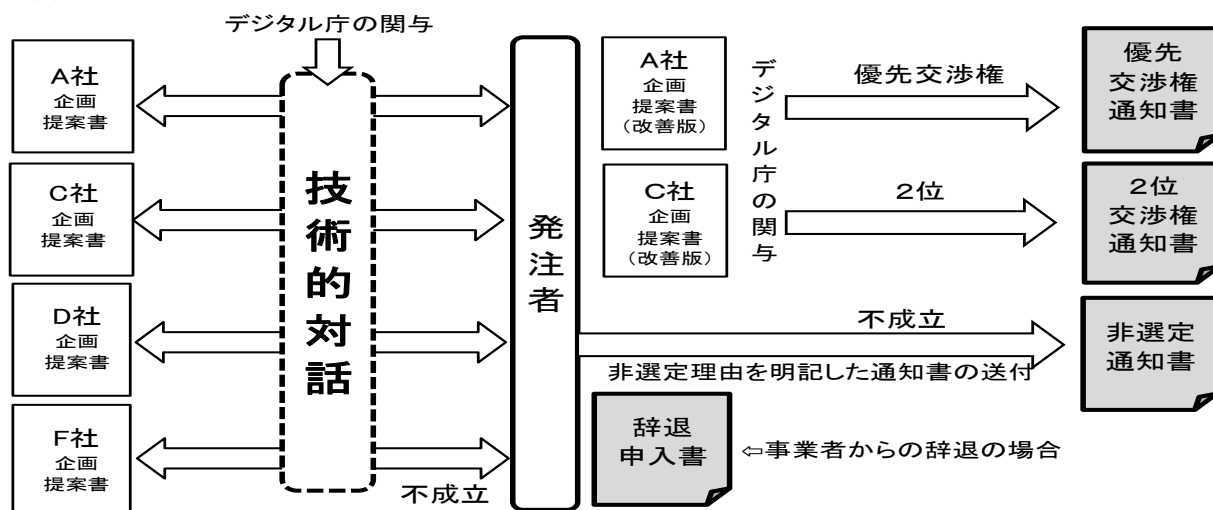 デジタル庁の関与
A社
企画
提案書
C社
企画
提案書
D社
企画
提案書
F社
企画
提案書
技術的対話
不成立
発注者
A社
企画
提案書
(改善版)
C社
企画
提案書
(改善版)
デジタル庁の関与
優先交渉権
2位
不成立
非選定理由を明記した通知書の送付
辞退
申入書
⇦事業者からの辞退の場合
優先
交渉権
通知書
2位
交渉権
通知書
非選定
通知書